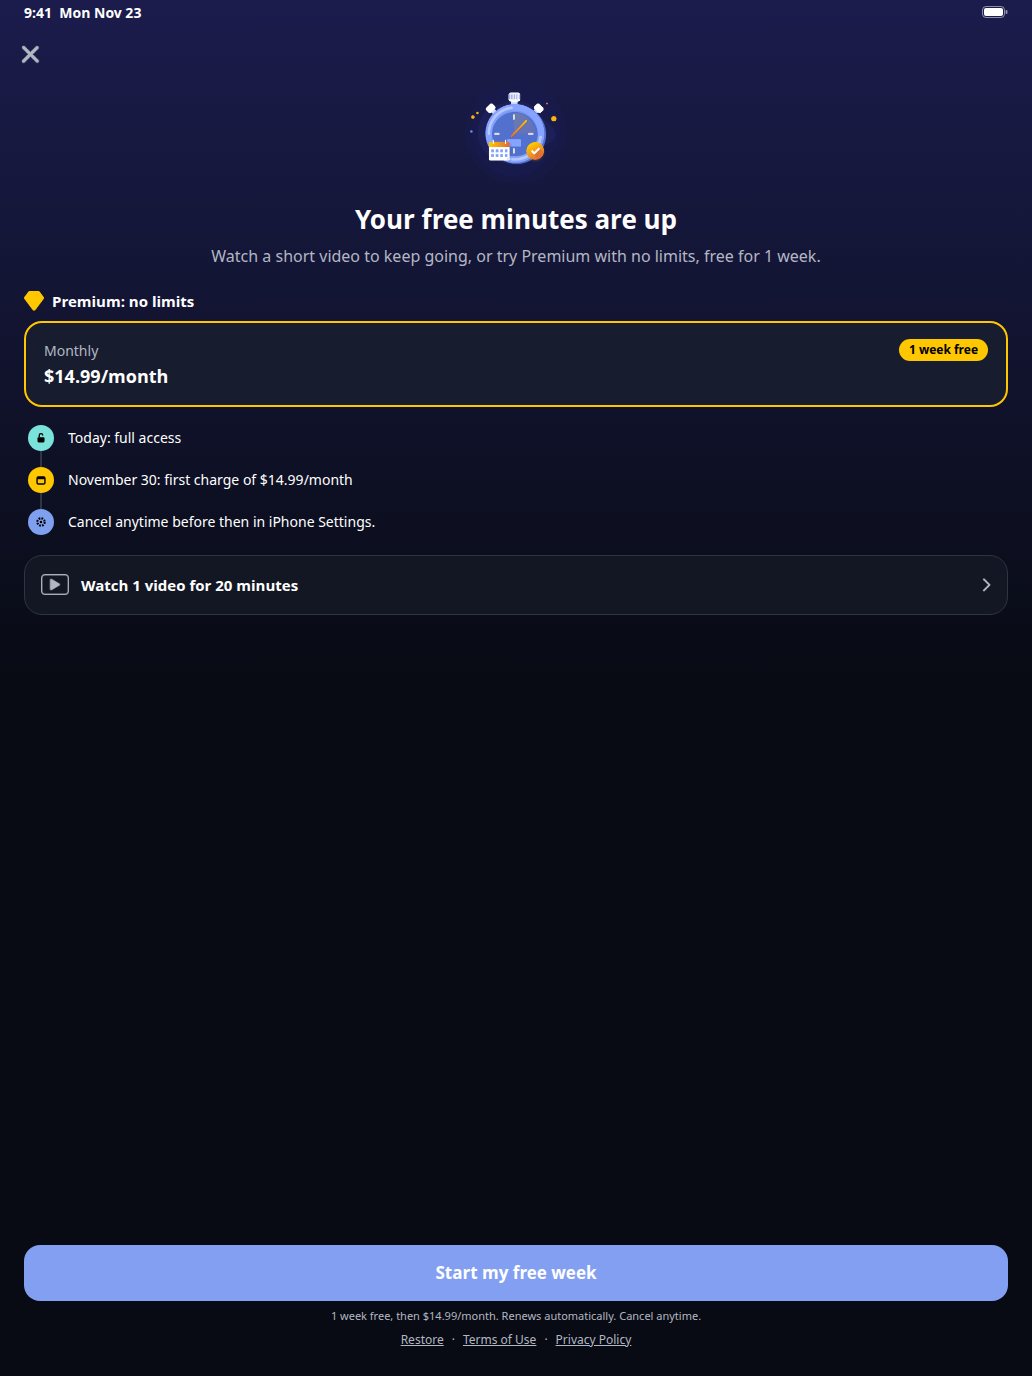 9:41 Mon Nov 23
Your free minutes are up
Watch a short video to keep going, or try Premium with no limits, free for 1 week.
Premium: no limits
Monthly
1 week free
$14.99/month
Today: full access
November 30: first charge of $14.99/month
Cancel anytime before then in iPhone Settings.
Watch 1 video for 20 minutes
Start my free week
1 week free, then $14.99/month. Renews automatically. Cancel anytime.
Restore · Terms of Use · Privacy Policy